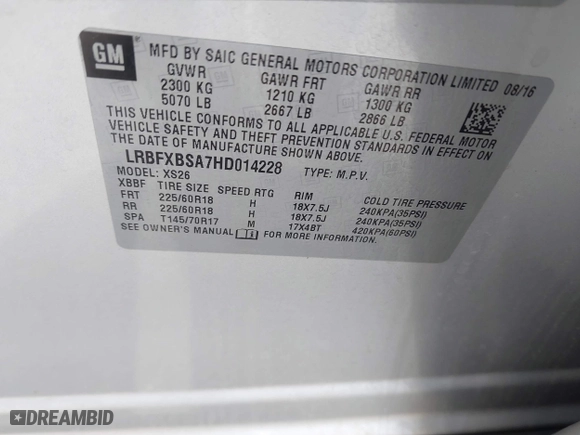 GM
MFD BY SAIC GENERAL MOTORS CORPORATION LIMITED 08/16
GVWR GAWR FRT GAWR RR
2300 KG 1210 KG 1300 KG
5070 LB 2667 LB 2866 LB
THIS VEHICLE CONFORMS TO ALL APPLICABLE U.S. FEDERAL MOTOR
VEHICLE SAFETY AND THEFT PREVENTION STANDARDS IN EFFECT ON
THE DATE OF MANUFACTURE SHOWN ABOVE.
LRBFXBSA7HD014228 TYPE: M.P.V.
MODEL: XS26
XBBF TIRE SIZE SPEED RTG RIM COLD TIRE PRESSURE
FRT 225/60R18 H 18X7.5J 240KPA(35PSI)
RR 225/60R18 H 18X7.5J 240KPA(35PSI)
SPA T145/70R17 M 17X4BT 420KPA(60PSI)
SEE OWNER'S MANUAL FOR MORE INFORMATION.
DREAMBID